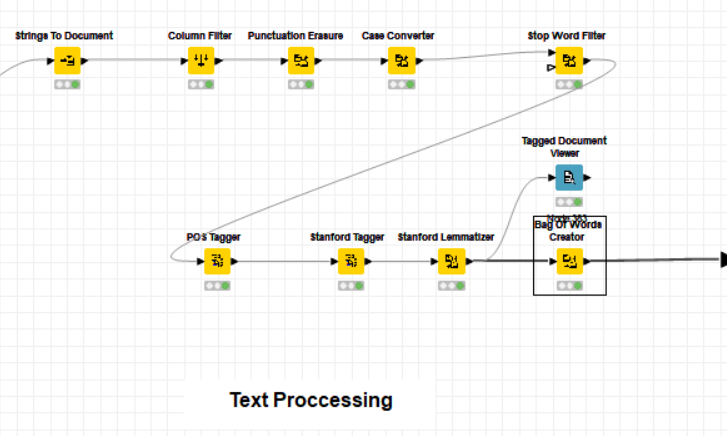 Strings To Document
Column Filter
Punctuation Erasure
Case Converter
Stop Word Filter
Tagged Document
Viewer
POS Tagger
Stanford Tagger
Stanford Lemmatizer
Node 363
Bag Of Words
Creator
Text Proccessing